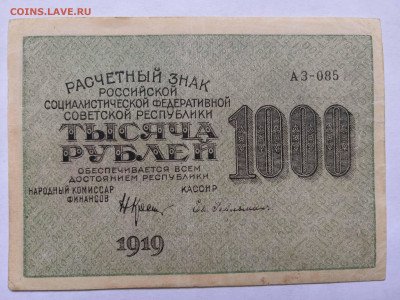 COINS.LAVE.RU
РАСЧЕТНЫЙ ЗНАК
РОССИЙСКОЙ
СОЦИАЛИСТИЧЕСКОЙ ФЕДЕРАТИВНОЙ
СОВЕТСКОЙ РЕСПУБЛИКИ
АЗ-085
ТЫСЯЧА
РУБЛЕЙ
1000
ОБЕСПЕЧИВАЕТСЯ ВСЕМ
ДОСТОЯНИЕМ РЕСПУБЛИКИ
НАРОДНЫЙ КОМИССАР
ФИНАНСОВ
КАССИР
1919